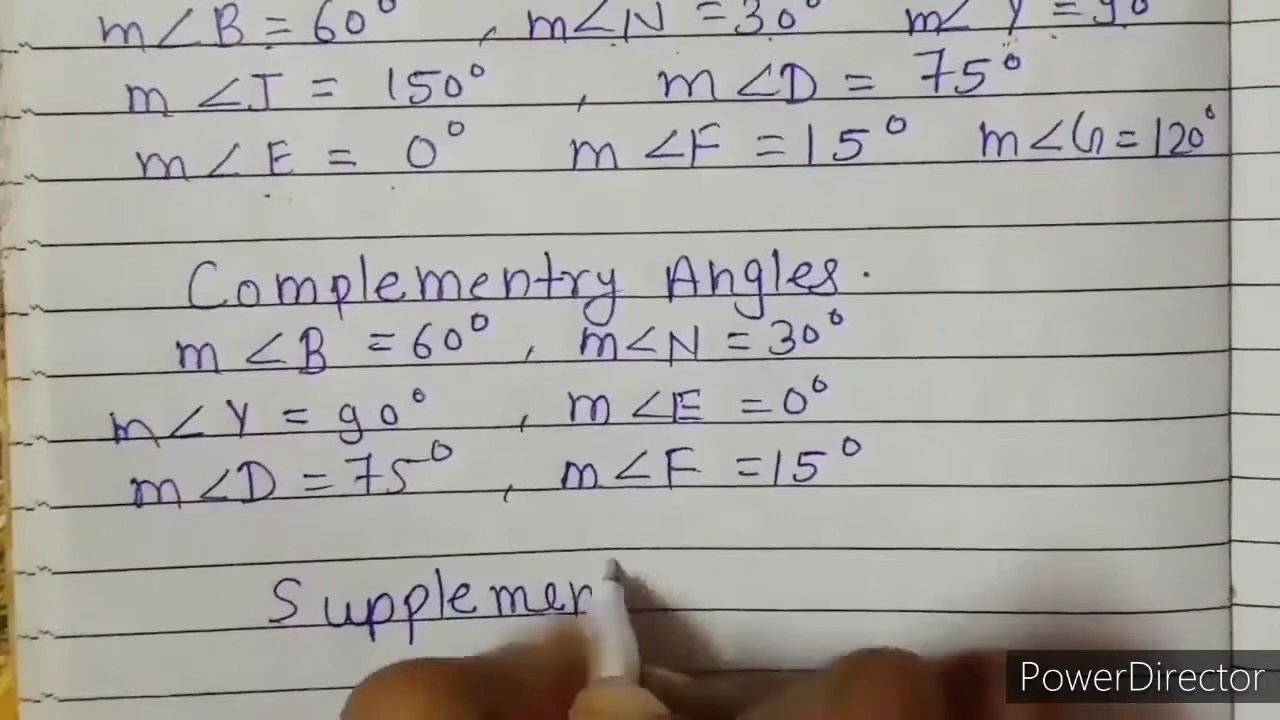 m∠B = 60° , m∠N = 30° m∠Y = 90°
m∠J = 150° , m∠D = 75°
m∠E = 0° m∠F = 15° m∠G = 120°
Complementry Angles.
m∠B = 60° , m∠N = 30°
m∠Y = 90° , m∠E = 0°
m∠D = 75° , m∠F = 15°
Supplemen
PowerDirector